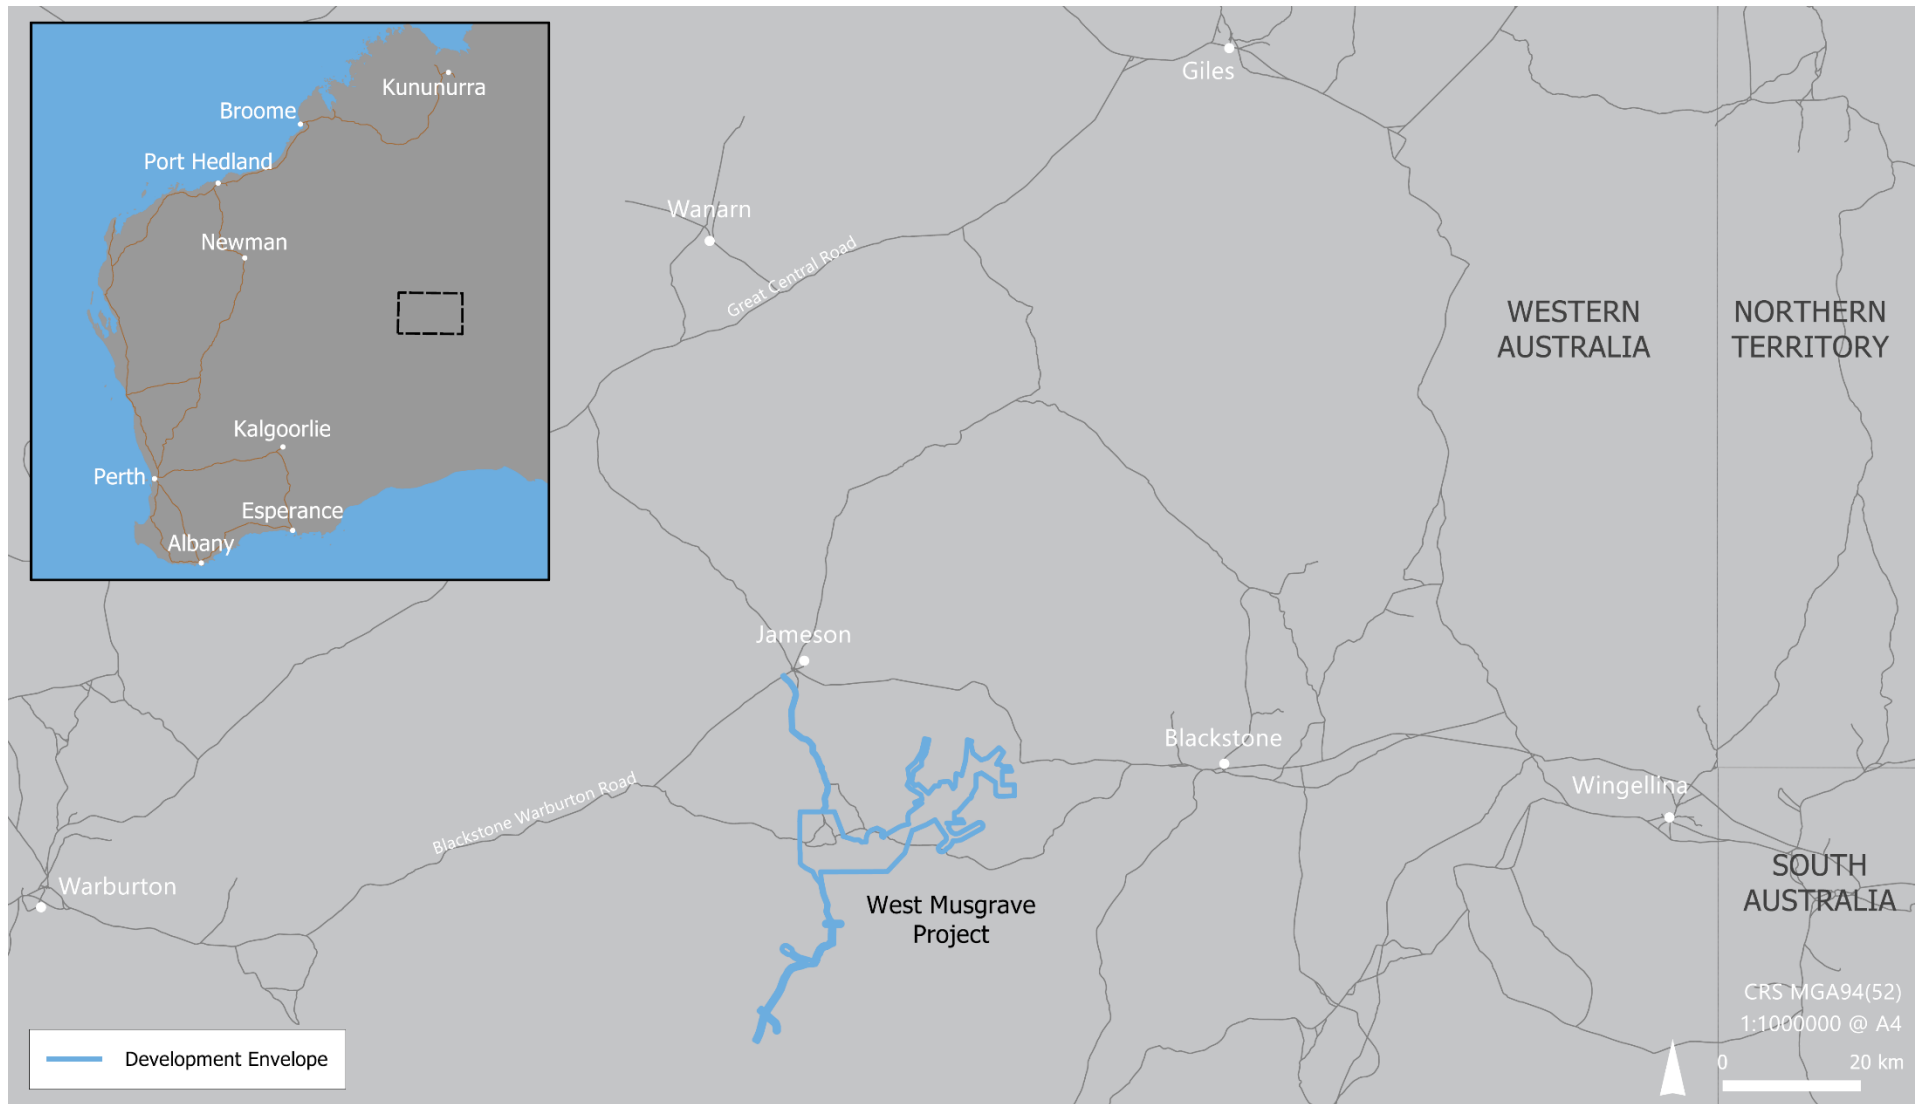 Kununurra
Broome
Port Hedland
Newman
Kalgoorlie
Perth
Esperance
Albany
Giles
Wanarn
Great Central Road
WESTERN
AUSTRALIA
NORTHERN
TERRITORY
Jameson
Blackstone
Wingellina
Blackstone Warburton Road
Warburton
SOUTH
AUSTRALIA
West Musgrave
Project
CRS MGA94(52)
1:1000000 @ A4
0 20 km
Development Envelope